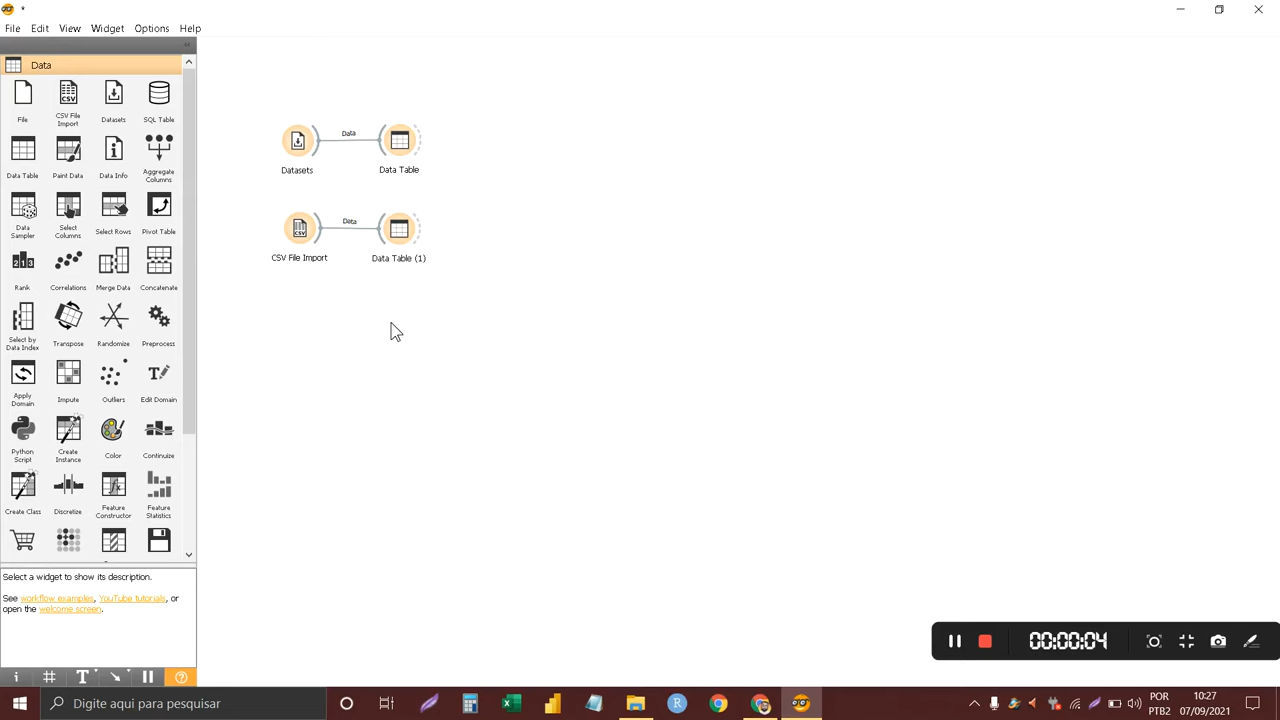 *
File Edit View Widget Options Help
Data
File CSV File Import Datasets SQL Table
Data Table Paint Data Data Info Aggregate Columns
Data Sampler Select Columns Select Rows Pivot Table
Rank Correlations Merge Data Concatenate
Select by Data Index Transpose Randomize Preprocess
Apply Domain Impute Outliers Edit Domain
Python Script Create Instance Color Continuize
Create Class Discretize Feature Constructor Feature Statistics
Data
Datasets Data Table
Data
CSV File Import Data Table (1)
Select a widget to show its description.
See workflow examples, YouTube tutorials, or
open the welcome screen.
00:00:04
Digite aqui para pesquisar
POR
PTB2
10:27
07/09/2021